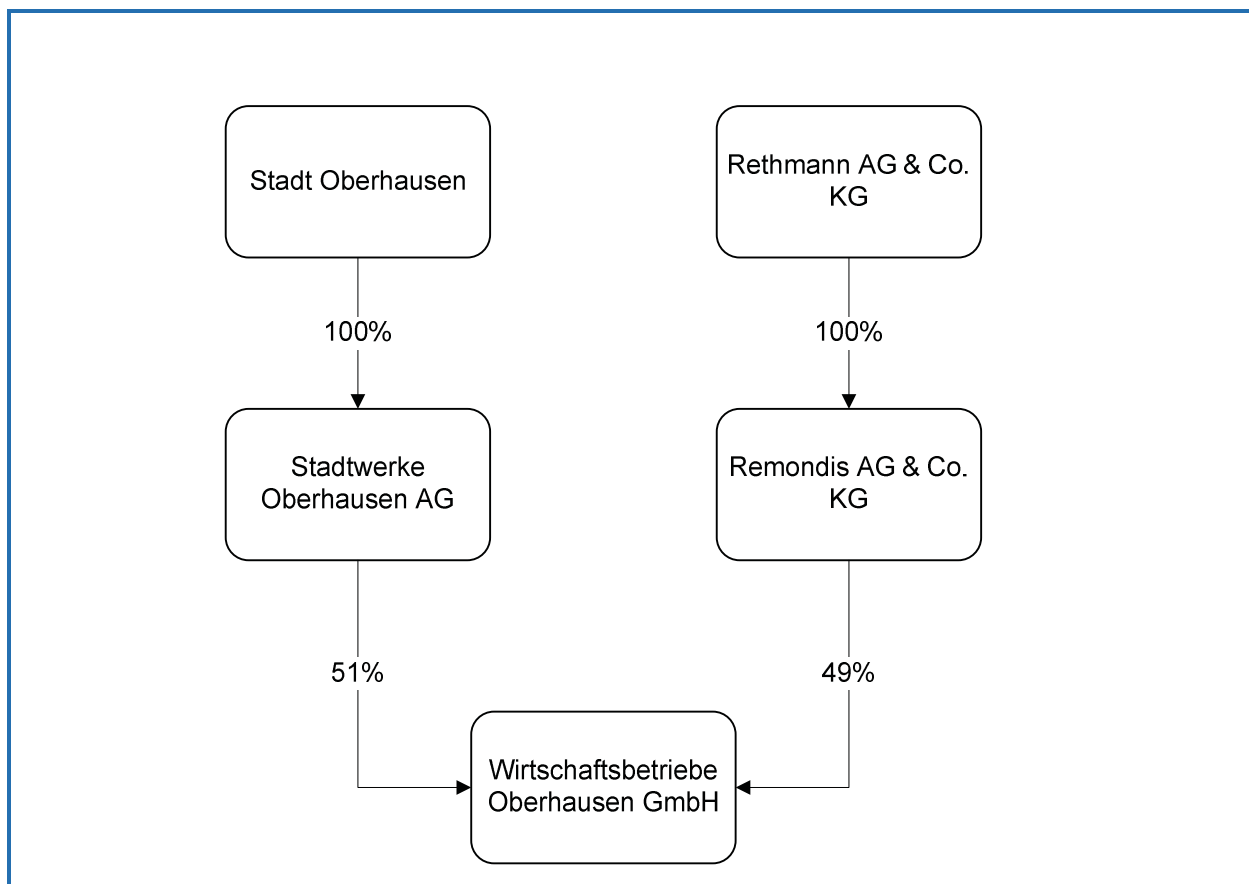 Stadt Oberhausen
Rethmann AG & Co.
KG
100%
100%
Stadtwerke
Oberhausen AG
Remondis AG & Co.
KG
51%
49%
Wirtschaftsbetriebe
Oberhausen GmbH